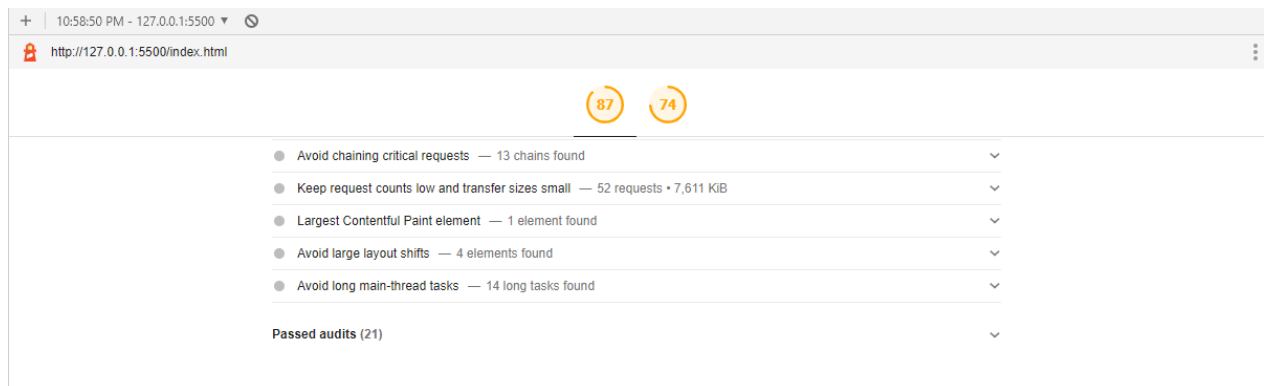 + 10:58:50 PM - 127.0.0.1:5500 ▼
http://127.0.0.1:5500/index.html
87 74
Avoid chaining critical requests — 13 chains found
Keep request counts low and transfer sizes small — 52 requests • 7,611 KiB
Largest Contentful Paint element — 1 element found
Avoid large layout shifts — 4 elements found
Avoid long main-thread tasks — 14 long tasks found
Passed audits (21)